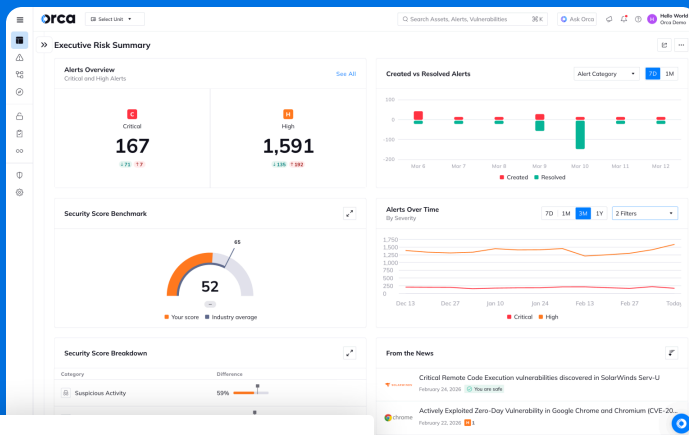 orca
Select Unit
Search Assets, Alerts, Vulnerabilities
⌘K
Ask Orca
Hello World
Orca Demo
Executive Risk Summary
Alerts Overview
Critical and High Alerts
See All
C
Critical
167
↓71 ↑7
H
High
1,591
↓135 ↑192
Created vs Resolved Alerts
Alert Category
7D 1M
100
0
-100
-200
Mar 6 Mar 7 Mar 8 Mar 9 Mar 10 Mar 11 Mar 12
Created Resolved
Security Score Benchmark
65
52
Your score Industry average
Alerts Over Time
By Severity
7D 1M 3M 1Y
2 Filters
1,750
1,500
1,250
1,000
750
500
250
0
Dec 13 Dec 27 Jan 10 Jan 24 Feb 13 Feb 27 Today
Critical High
Security Score Breakdown
Category Difference
Suspicious Activity 59%
From the News
Critical Remote Code Execution vulnerabilities discovered in SolarWinds Serv-U
February 24, 2026 You are safe
chrome
Actively Exploited Zero-Day Vulnerability in Google Chrome and Chromium (CVE-20...
February 23, 2026 H 1